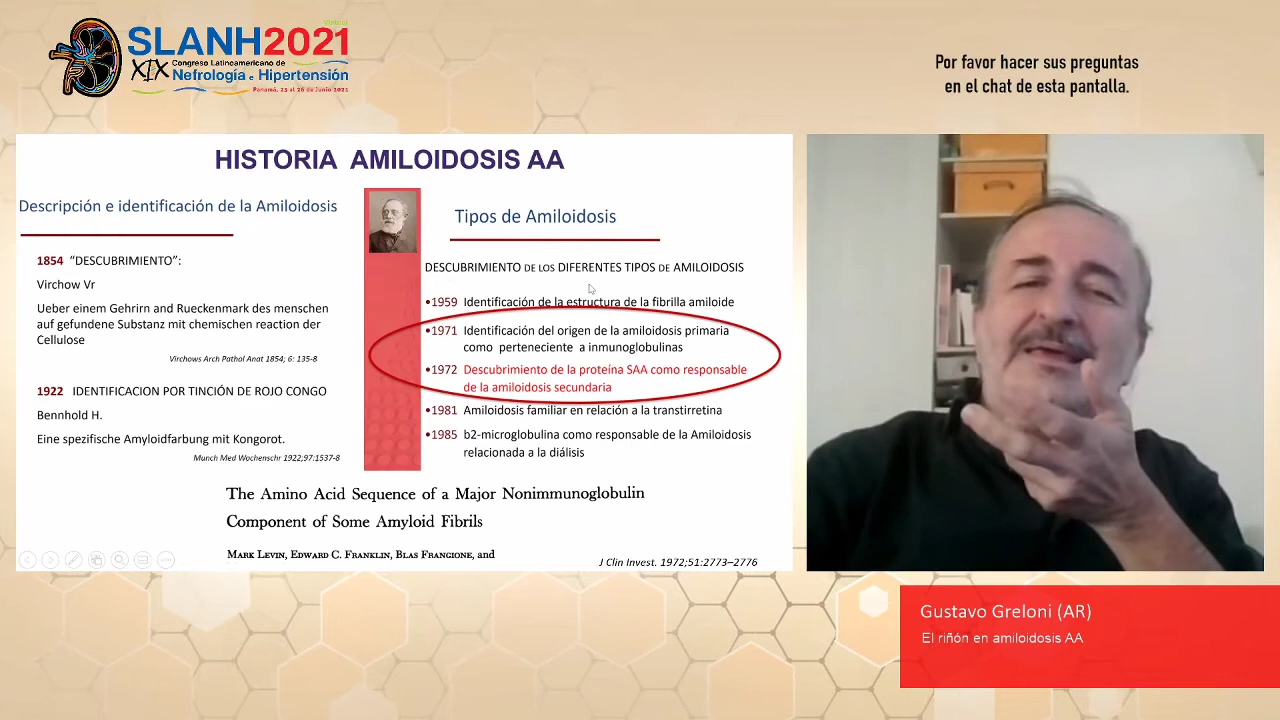 Virtual
SLANH2021
XIX Congreso Latinoamericano de
Nefrología e Hipertensión
Panamá, 25 al 26 de Junio 2021
Por favor hacer sus preguntas
en el chat de esta pantalla.
HISTORIA AMILOIDOSIS AA
Descripción e identificación de la Amiloidosis
1854 “DESCUBRIMIENTO”:
Virchow Vr
Ueber einem Gehrirn and Rueckenmark des menschen
auf gefundene Substanz mit chemischen reaction der
Cellulose
Virchows Arch Pathol Anat 1854; 6: 135-8
1922 IDENTIFICACION POR TINCIÓN DE ROJO CONGO
Bennhold H.
Eine spezifische Amyloidfarbung mit Kongorot.
Munch Med Wochenschr 1922;97:1537-8
Tipos de Amiloidosis
DESCUBRIMIENTO DE LOS DIFERENTES TIPOS DE AMILOIDOSIS
•1959 Identificación de la estructura de la fibrilla amiloide
•1971 Identificación del origen de la amiloidosis primaria
como perteneciente a inmunoglobulinas
•1972 Descubrimiento de la proteína SAA como responsable
de la amiloidosis secundaria
•1981 Amiloidosis familiar en relación a la transtirretina
•1985 b2-microglobulina como responsable de la Amiloidosis
relacionada a la diálisis
The Amino Acid Sequence of a Major Nonimmunoglobulin
Component of Some Amyloid Fibrils
MARK LEVIN, EDWARD C. FRANKLIN, BLAS FRANGIONE, and
J Clin Invest. 1972;51:2773–2776
Gustavo Greloni (AR)
El riñón en amiloidosis AA